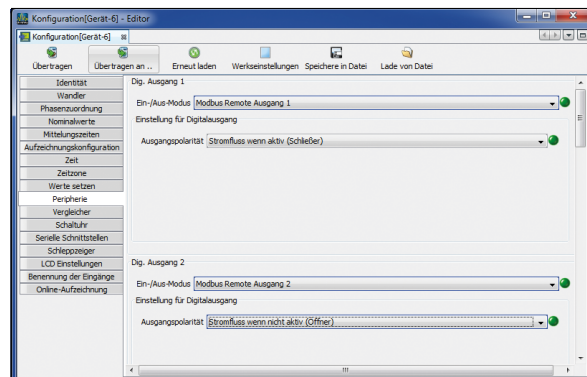 Konfiguration[Gerät-6] - Editor
Konfiguration[Gerät-6]
Übertragen
Übertragen an ..
Erneut laden
Werkseinstellungen
Speichere in Datei
Lade von Datei
Identität
Wandler
Phasenzuordnung
Nominalwerte
Mittelungszeiten
Aufzeichnungskonfiguration
Zeit
Zeitzone
Werte setzen
Peripherie
Vergleicher
Schaltuhr
Serielle Schnittstellen
Schleppzeiger
LCD Einstellungen
Benennung der Eingänge
Online-Aufzeichnung
Dig. Ausgang 1
Ein-/Aus-Modus Modbus Remote Ausgang 1
Einstellung für Digitalausgang
Ausgangspolarität Stromfluss wenn aktiv (Schließer)
Dig. Ausgang 2
Ein-/Aus-Modus Modbus Remote Ausgang 2
Einstellung für Digitalausgang
Ausgangspolarität Stromfluss wenn nicht aktiv (Öffner)